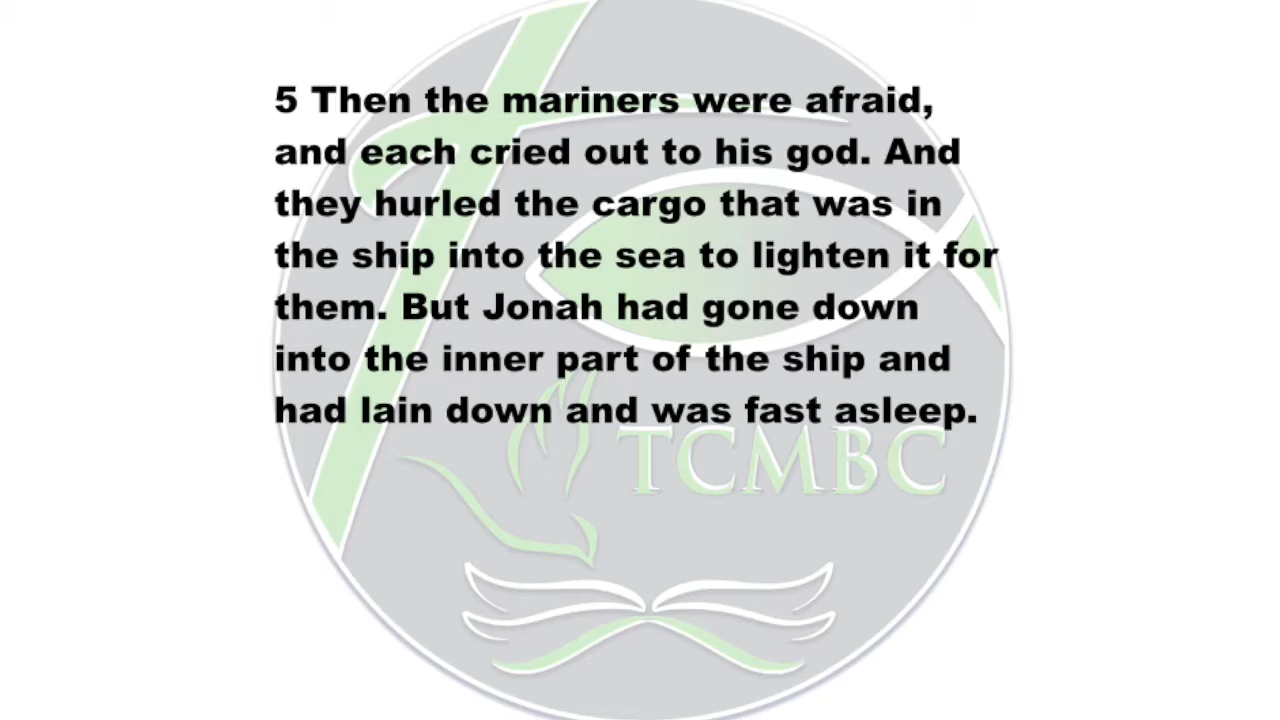 5 Then the mariners were afraid,
and each cried out to his god. And
they hurled the cargo that was in
the ship into the sea to lighten it for
them. But Jonah had gone down
into the inner part of the ship and
had lain down and was fast asleep.
TCMBC